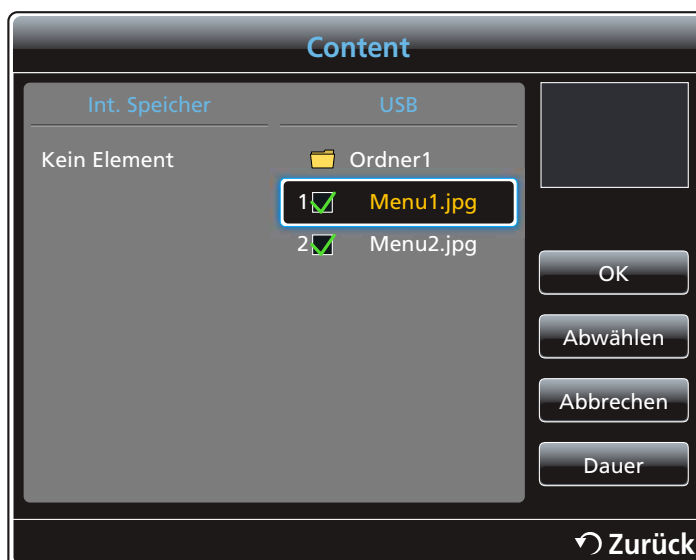 Content
Int. Speicher
USB
Kein Element
Ordner1
1 Menu1.jpg
2 Menu2.jpg
OK
Abwählen
Abbrechen
Dauer
Zurück